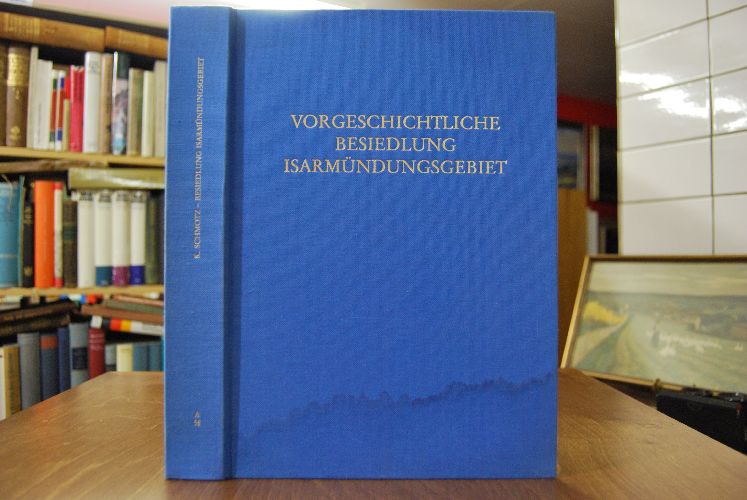 VORGESCHICHTLICHE
BESIEDLUNG
ISARMÜNDUNGSGEBIET
K. SCHMOTZ – BESIEDLUNG ISARMÜNDUNGSGEBIET
A